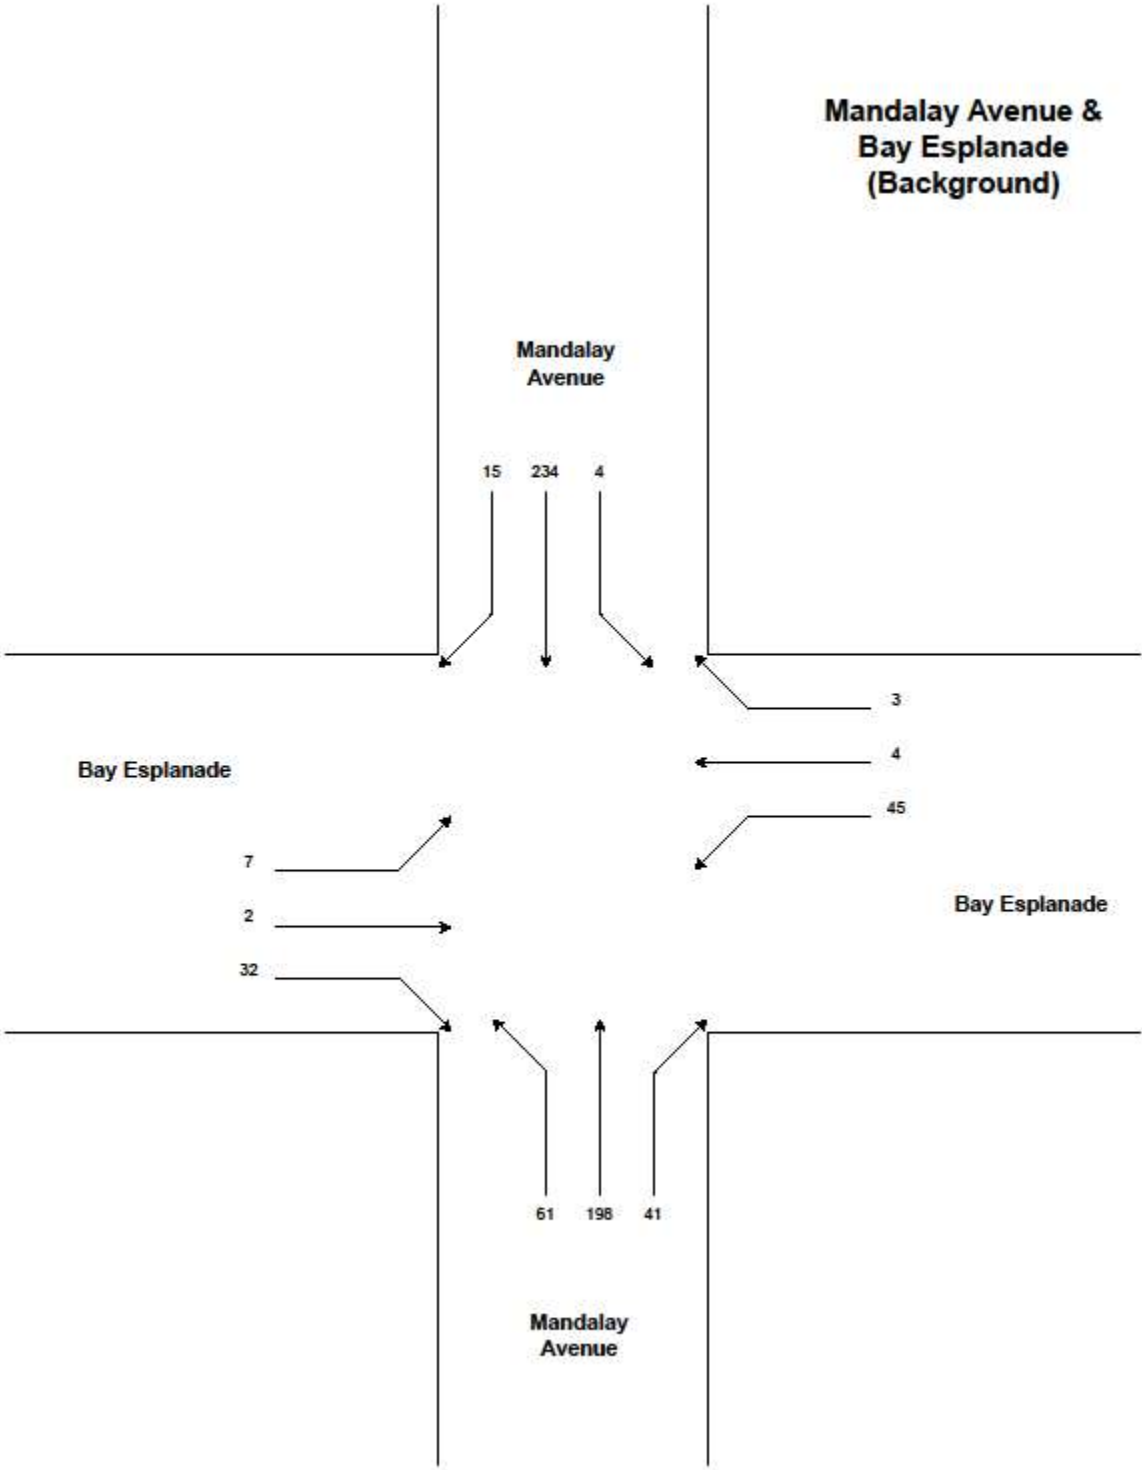 Mandalay Avenue &
Bay Esplanade
(Background)
Mandalay
Avenue
15 234 4
3
4
45
Bay Esplanade
7
2
32
Bay Esplanade
61 198 41
Mandalay
Avenue